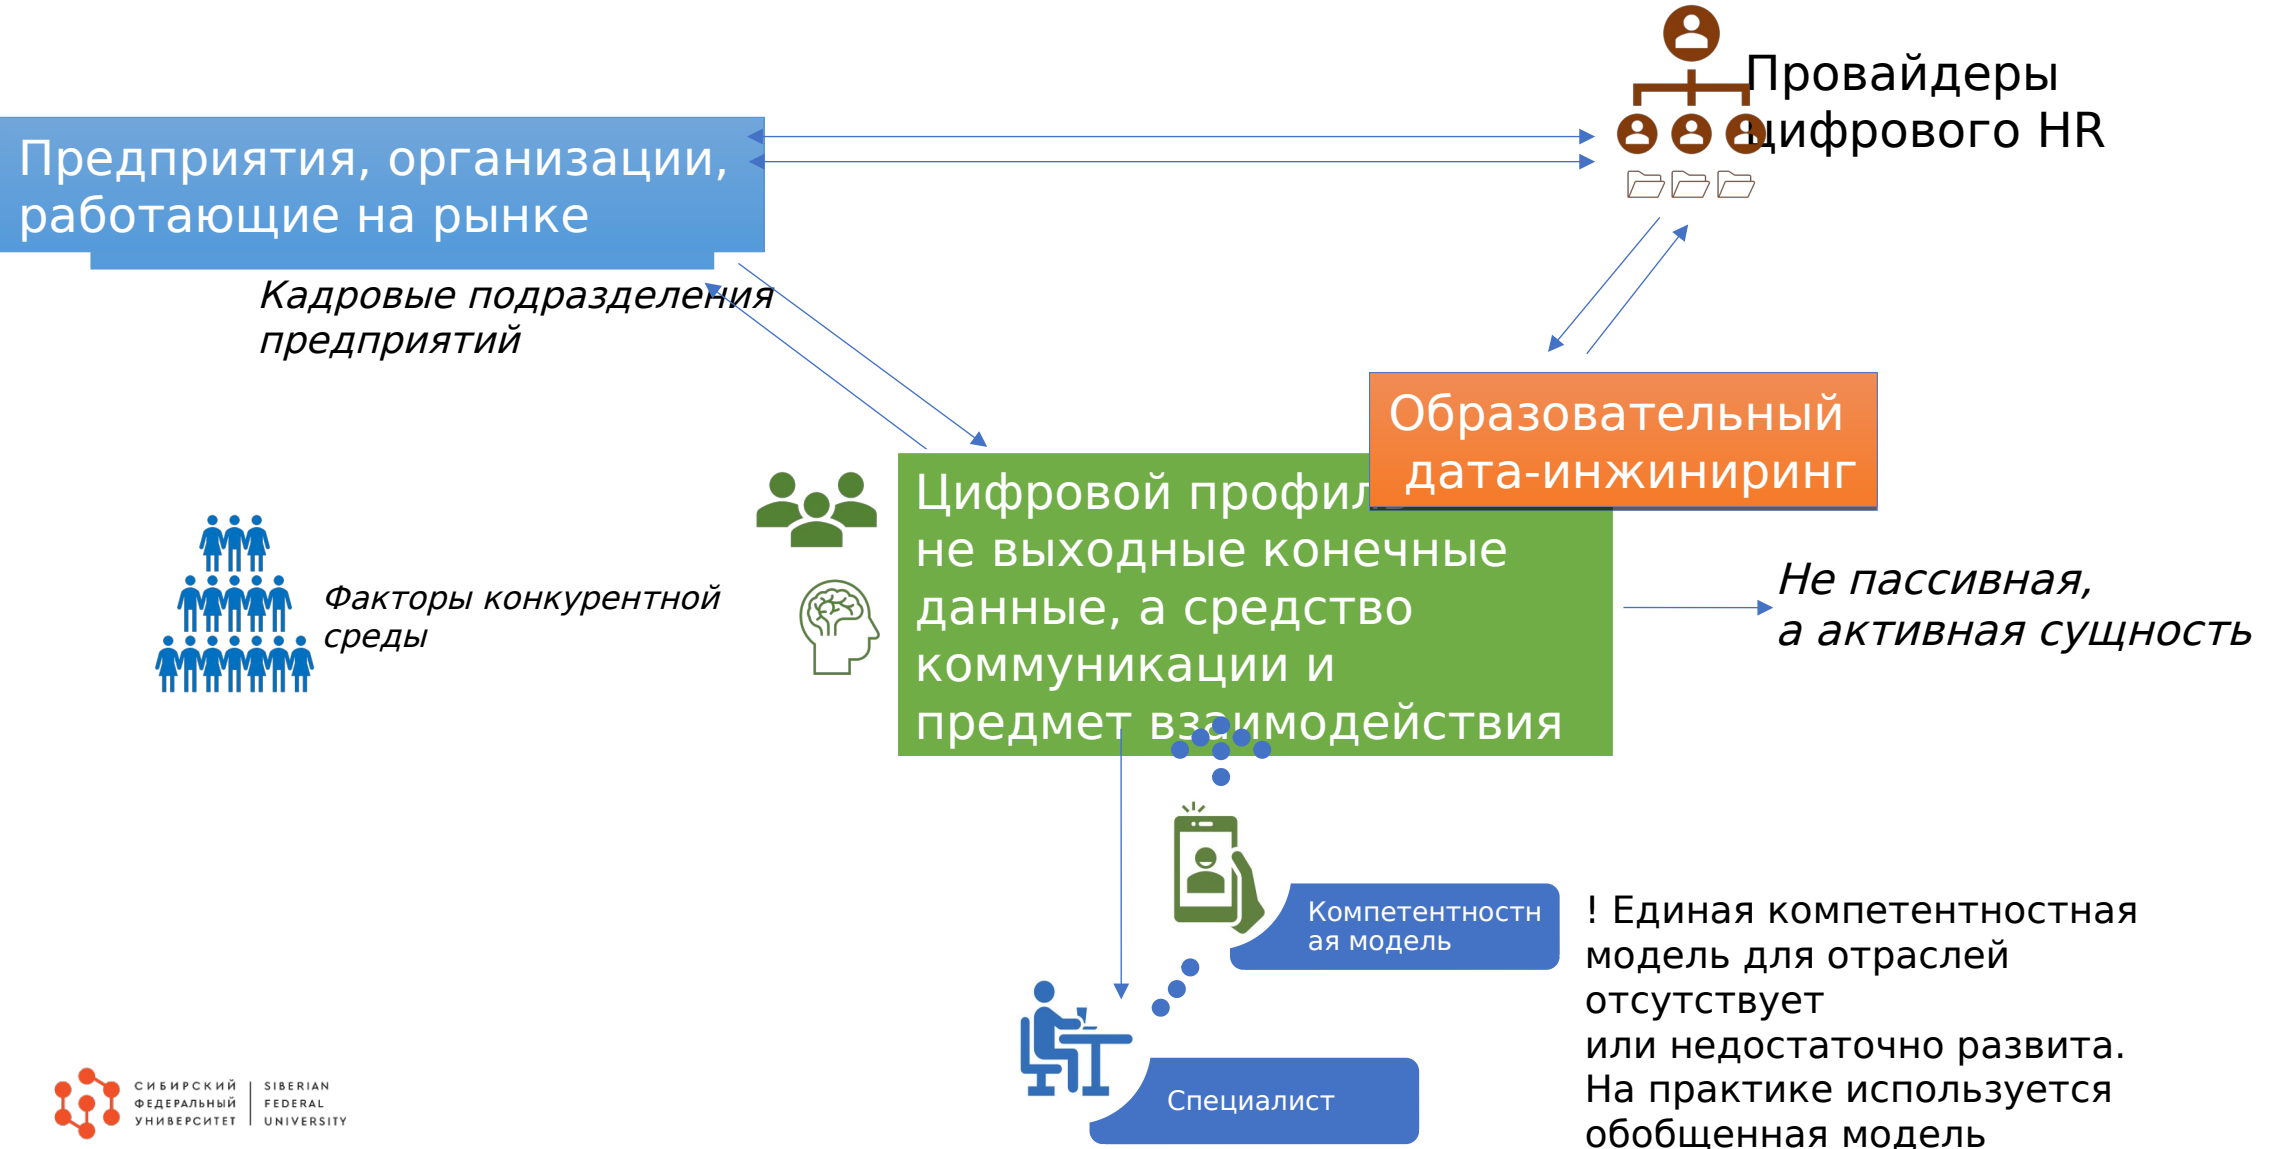 Провайдеры
цифрового HR
Предприятия, организации,
работающие на рынке
Кадровые подразделения
предприятий
Образовательный
дата-инжиниринг
Цифровой профиль
не выходные конечные
данные, а средство
коммуникации и
предмет взаимодействия
Не пассивная,
а активная сущность
Факторы конкурентной
среды
Компетентностн
ая модель
! Единая компетентностная
модель для отраслей
отсутствует
или недостаточно развита.
На практике используется
обобщенная модель
Специалист
СИБИРСКИЙ
ФЕДЕРАЛЬНЫЙ
УНИВЕРСИТЕТ
SIBERIAN
FEDERAL
UNIVERSITY